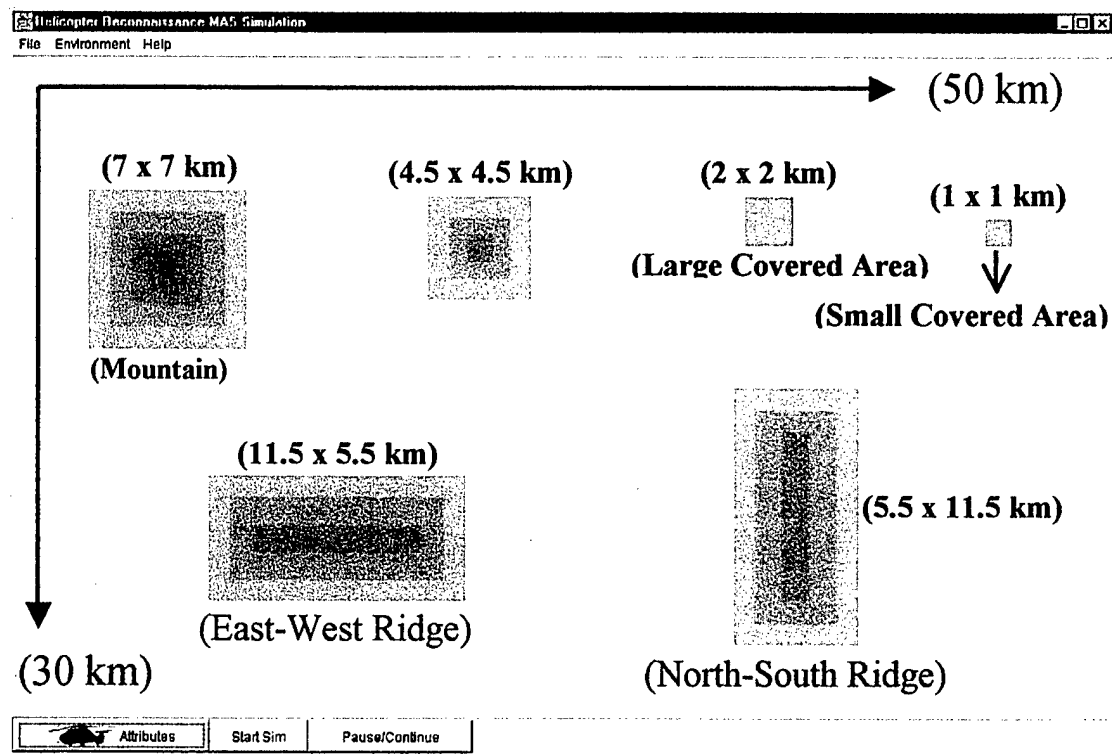 Helicopter Reconnaissance MAS Simulation
File Environment Help
(50 km)
(7 x 7 km)
(4.5 x 4.5 km)
(2 x 2 km)
(1 x 1 km)
(Large Covered Area)
(Small Covered Area)
(Mountain)
(11.5 x 5.5 km)
(5.5 x 11.5 km)
(East-West Ridge)
(North-South Ridge)
(30 km)
Attributes Start Sim Pause/Continue